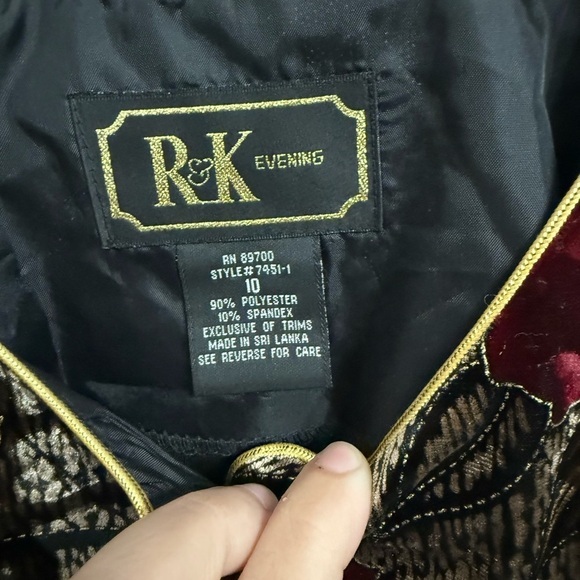 R&K EVENING
RN 89700
STYLE# 7451-1
10
90% POLYESTER
10% SPANDEX
EXCLUSIVE OF TRIMS
MADE IN SRI LANKA
SEE REVERSE FOR CARE